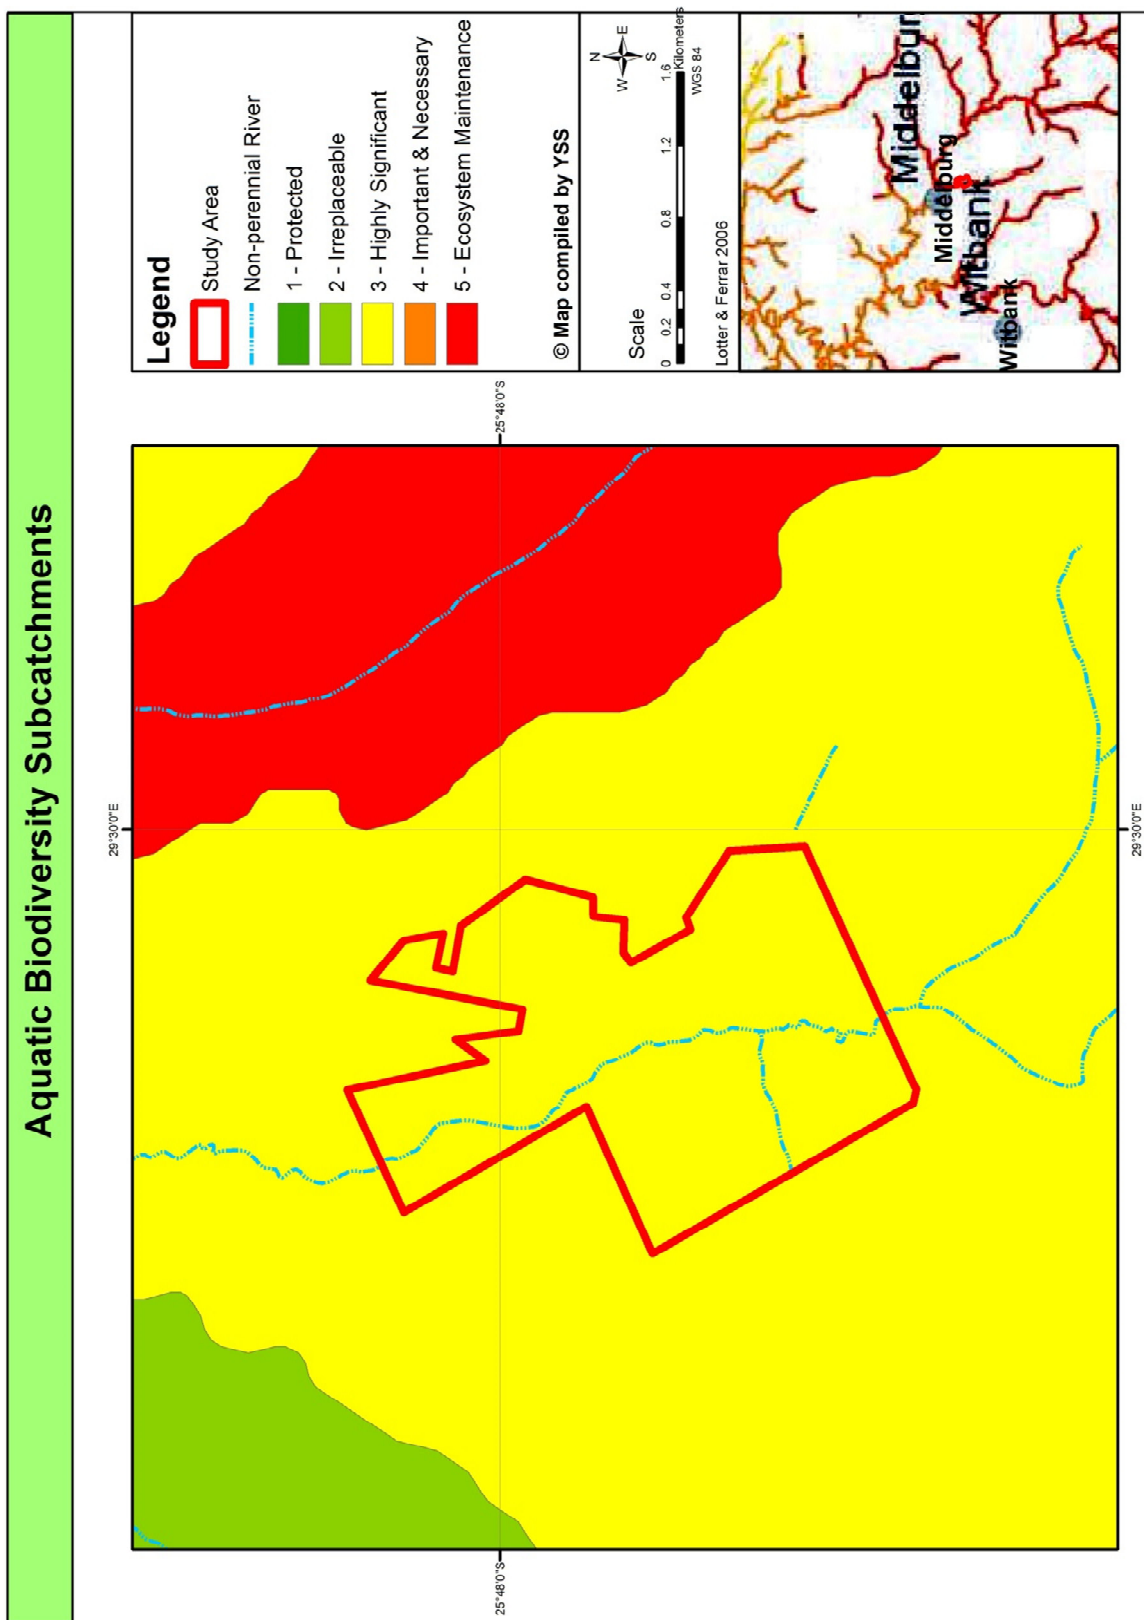 Aquatic Biodiversity Subcatchments
29°30'0"E
25°48'0"S
25°48'0"S
29°30'0"E
Legend
Study Area
Non-perennial River
1 - Protected
2 - Irreplaceable
3 - Highly Significant
4 - Important & Necessary
5 - Ecosystem Maintenance
© Map compiled by YSS
N
W
E
S
Scale
0 0.2 0.4 0.8 1.2 1.6
Kilometers
WGS 84
Lotter & Ferrar 2006
Middelbur
Middelburg
Witbank
Witbank